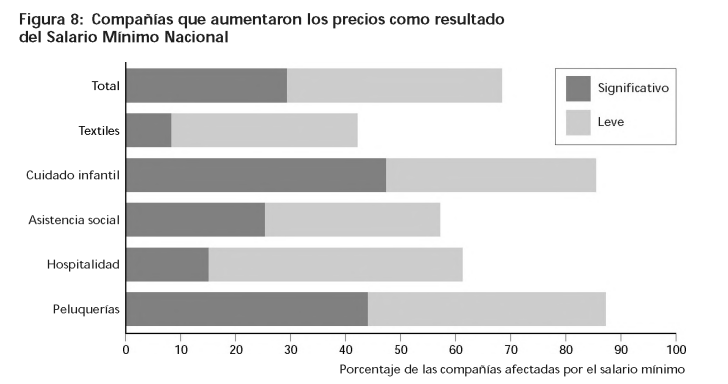 Figura 8: Compañías que aumentaron los precios como resultado
del Salario Mínimo Nacional
Total
Textiles
Cuidado infantil
Asistencia social
Hospitalidad
Peluquerías
Significativo
Leve
0 10 20 30 40 50 60 70 80 90 100
Porcentaje de las compañías afectadas por el salario mínimo